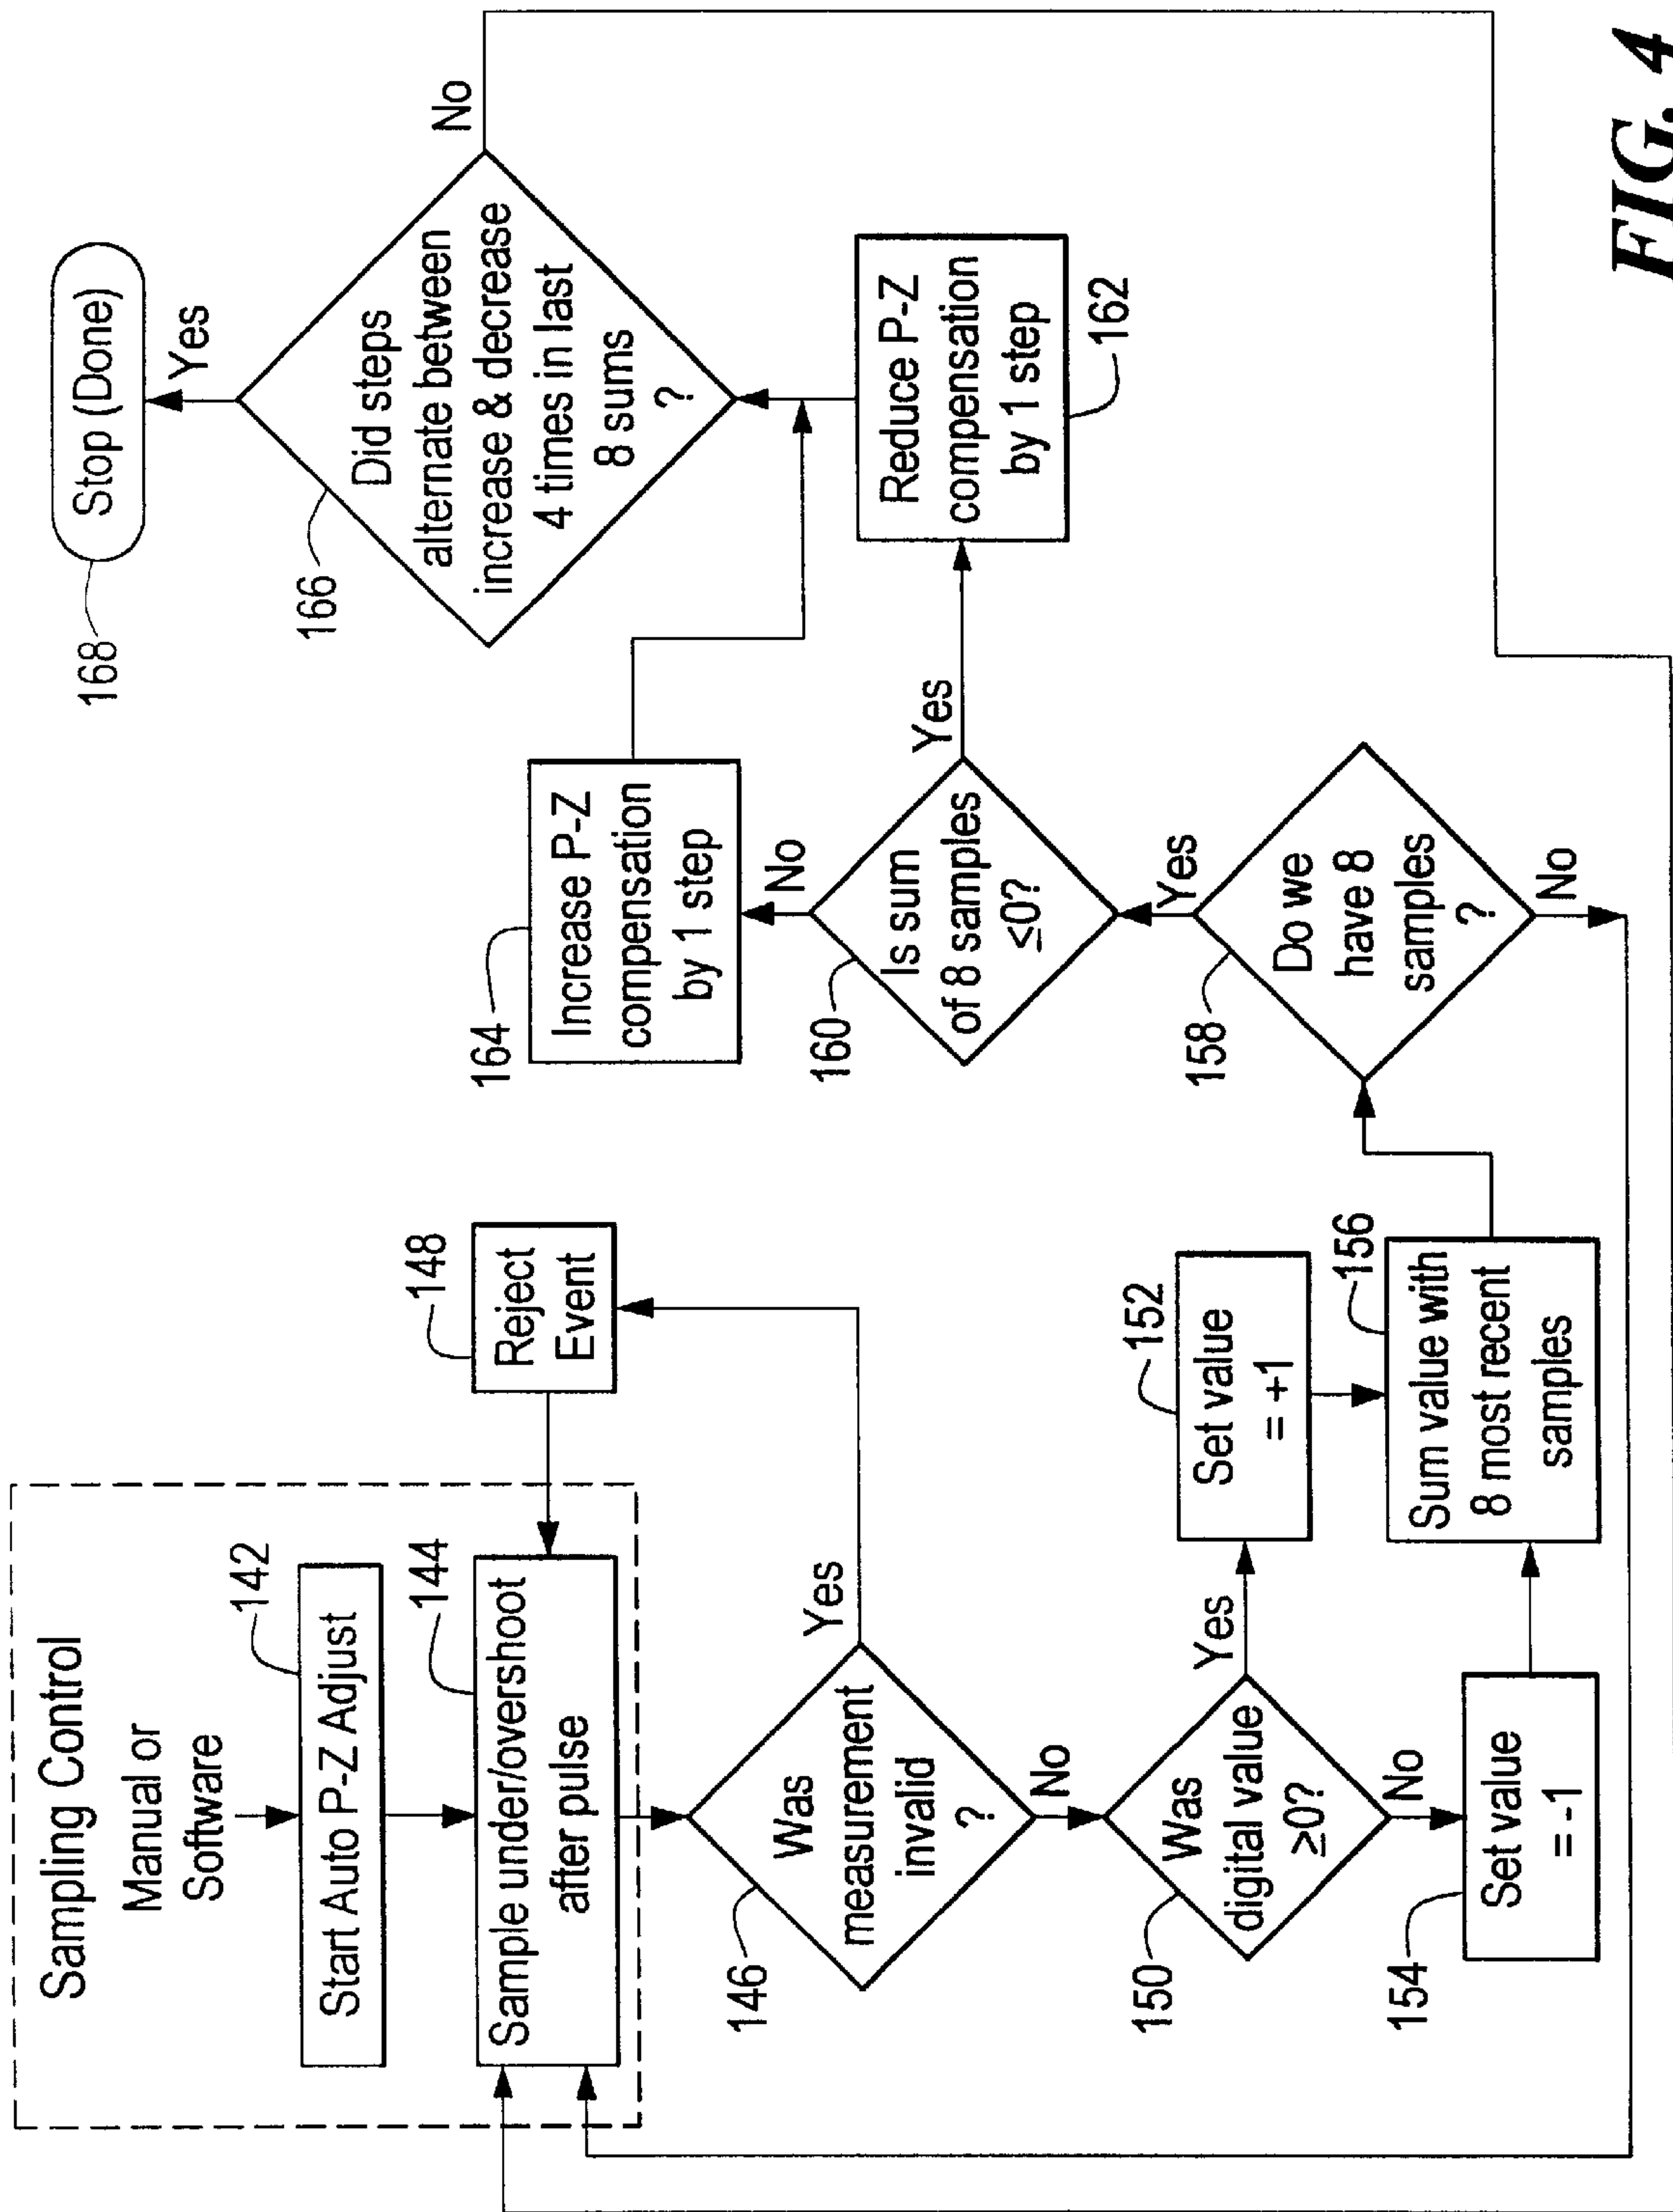 Sampling Control
Manual or
Software
142
Start Auto P-Z Adjust
144
Sample under/overshoot
after pulse
148
Reject
Event
146
Was
measurement
invalid
?
Yes
No
150
Was
digital value
≥0?
Yes
No
152
Set value
= +1
154
Set value
= -1
156
Sum value with
8 most recent
samples
158
Do we
have 8
samples
?
Yes
No
160
Is sum
of 8 samples
≤0?
No
Yes
164
Increase P-Z
compensation
by 1 step
Reduce P-Z
compensation
by 1 step
162
166
Did steps
alternate between
increase & decrease
4 times in last
8 sums
?
No
Yes
168
Stop (Done)
FIG. 4